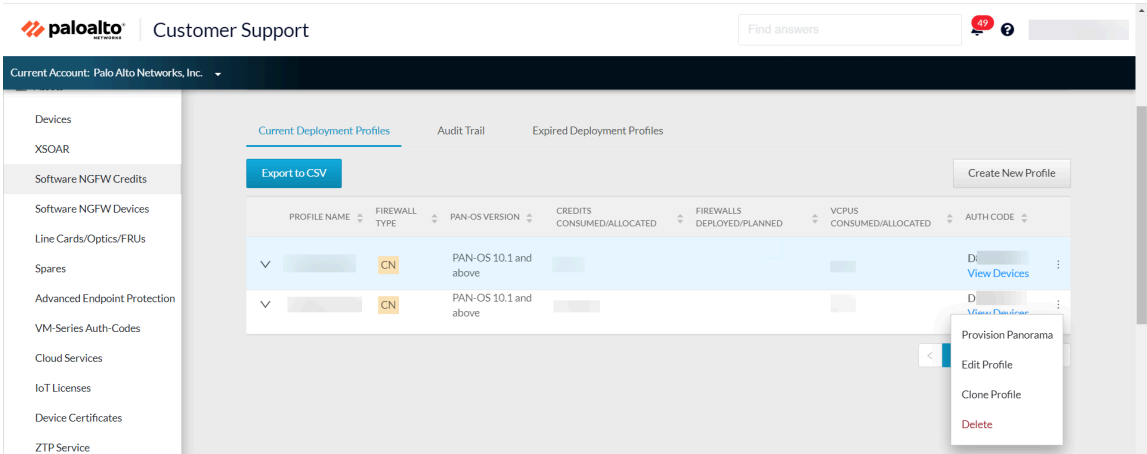 paloalto
NETWORKS
Customer Support
Find answers
49
?
Current Account: Palo Alto Networks, Inc.
Assets
Devices
XSOAR
Software NGFW Credits
Software NGFW Devices
Line Cards/Optics/FRUs
Spares
Advanced Endpoint Protection
VM-Series Auth-Codes
Cloud Services
IoT Licenses
Device Certificates
ZTP Service
Current Deployment Profiles
Audit Trail
Expired Deployment Profiles
Export to CSV
Create New Profile
PROFILE NAME
FIREWALL
TYPE
PAN-OS VERSION
CREDITS
CONSUMED/ALLOCATED
FIREWALLS
DEPLOYED/PLANNED
VCPUS
CONSUMED/ALLOCATED
AUTH CODE
CN
PAN-OS 10.1 and
above
D
View Devices
CN
PAN-OS 10.1 and
above
D
View Devices
<
Provision Panorama
Edit Profile
Clone Profile
Delete